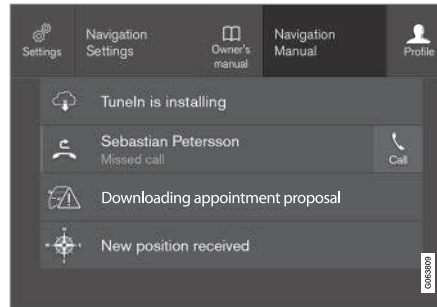 Settings
Navigation
Settings
Owner's
manual
Navigation
Manual
Profile
TuneIn is installing
Sebastian Petersson
Missed call
Call
Downloading appointment proposal
New position received
G063809